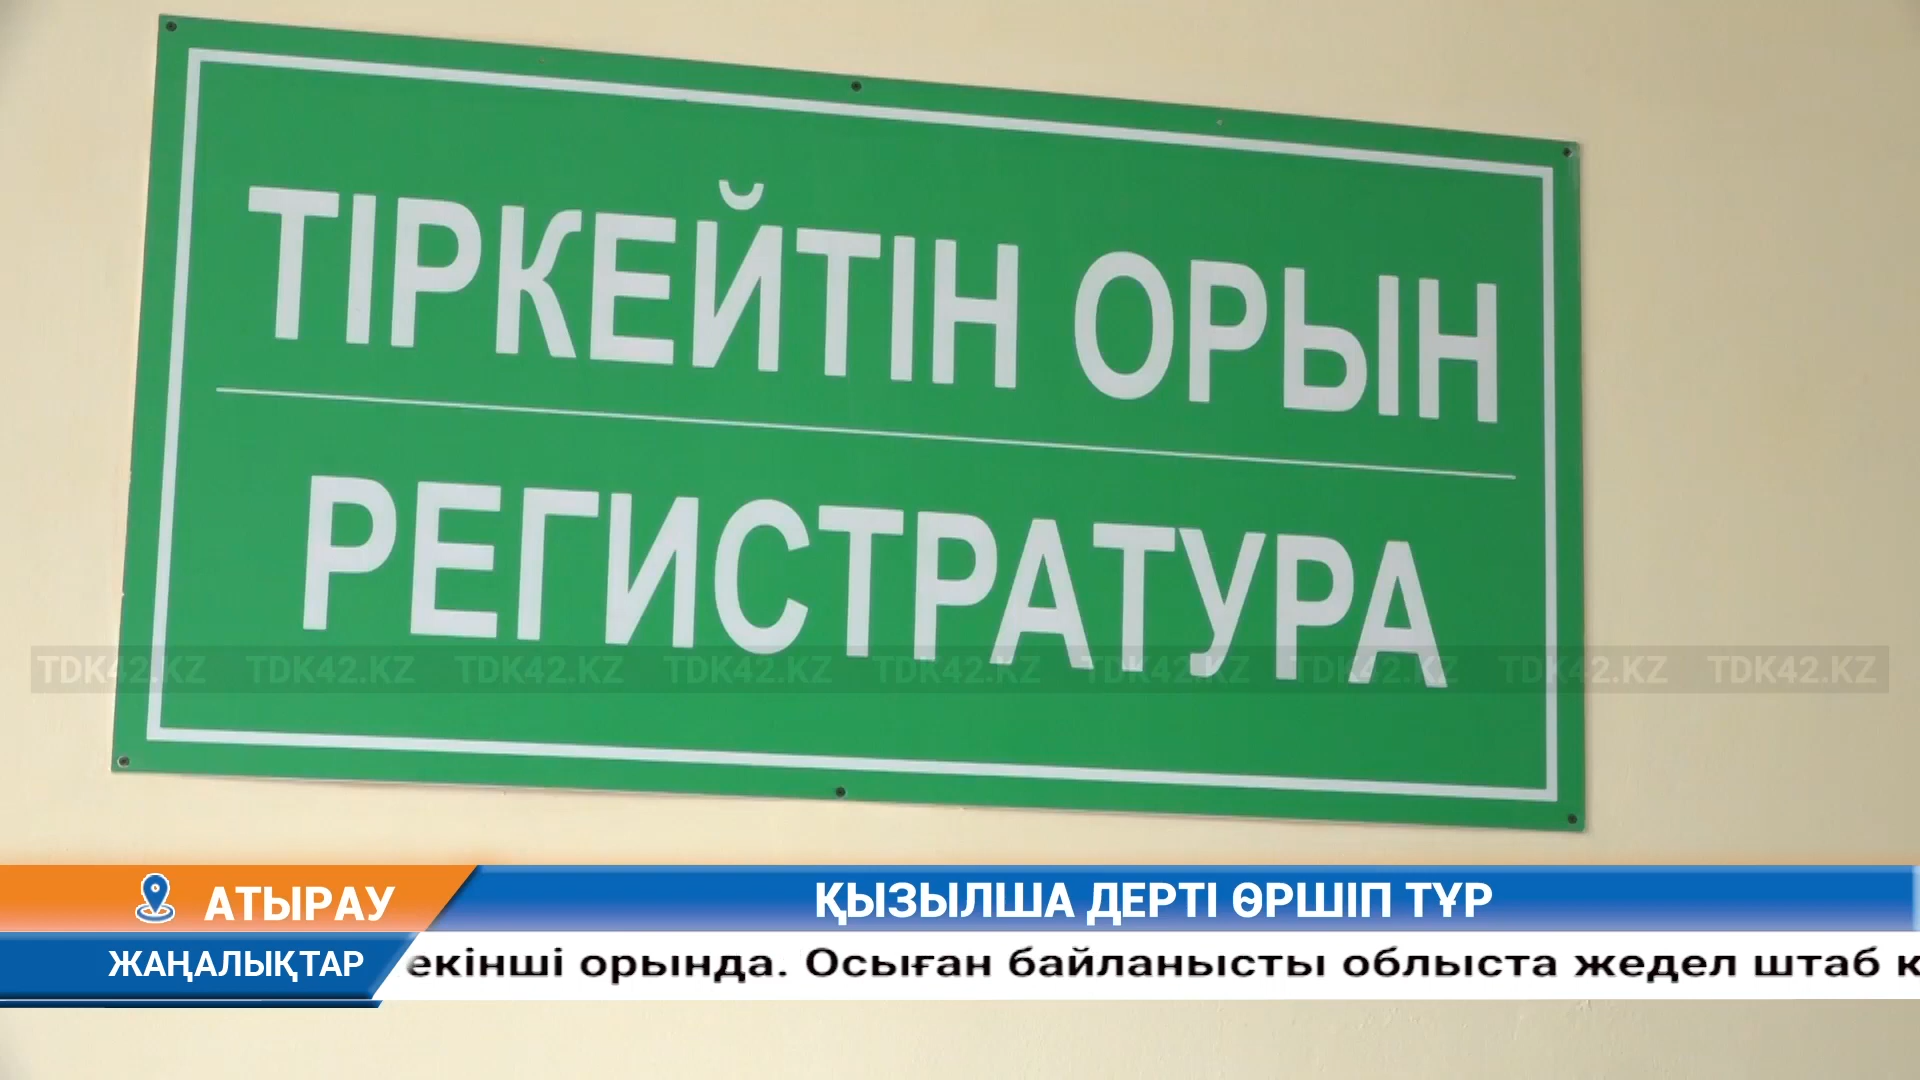 ТІРКЕЙТІН ОРЫН
РЕГИСТРАТУРА
TDK42.KZ TDK42.KZ TDK42.KZ TDK42.KZ TDK42.KZ TDK42.KZ TDK42.KZ TDK42.KZ TDK42.KZ
АТЫРАУ
ҚЫЗЫЛША ДЕРТІ ӨРШІП ТҰР
ЖАҢАЛЫҚТАР
екінші орында. Осыған байланысты облыста жедел штаб қ